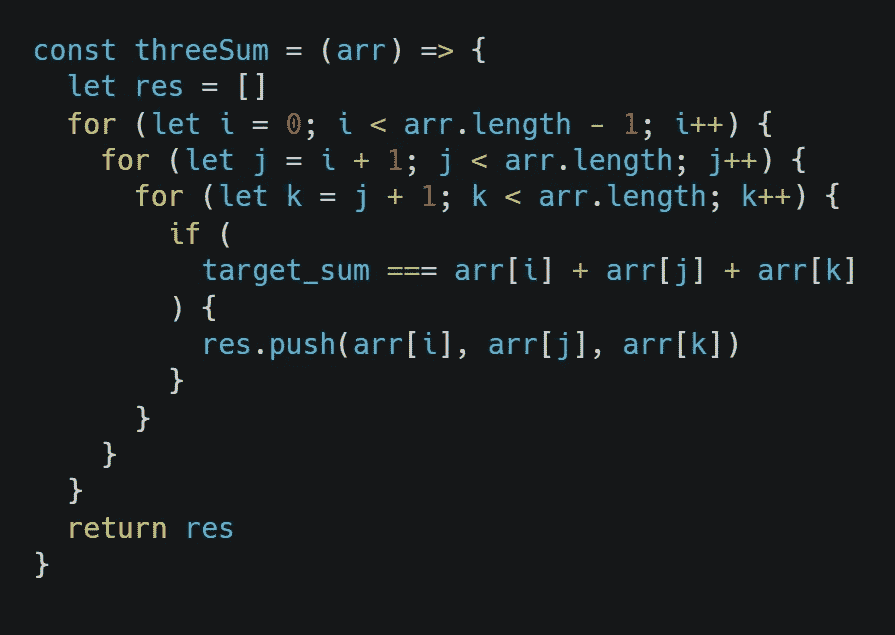 const threeSum = (arr) => {
  let res = []
  for (let i = 0; i < arr.length - 1; i++) {
    for (let j = i + 1; j < arr.length; j++) {
      for (let k = j + 1; k < arr.length; k++) {
        if (
          target_sum === arr[i] + arr[j] + arr[k]
        ) {
          res.push(arr[i], arr[j], arr[k])
        }
      }
    }
  }
  return res
}